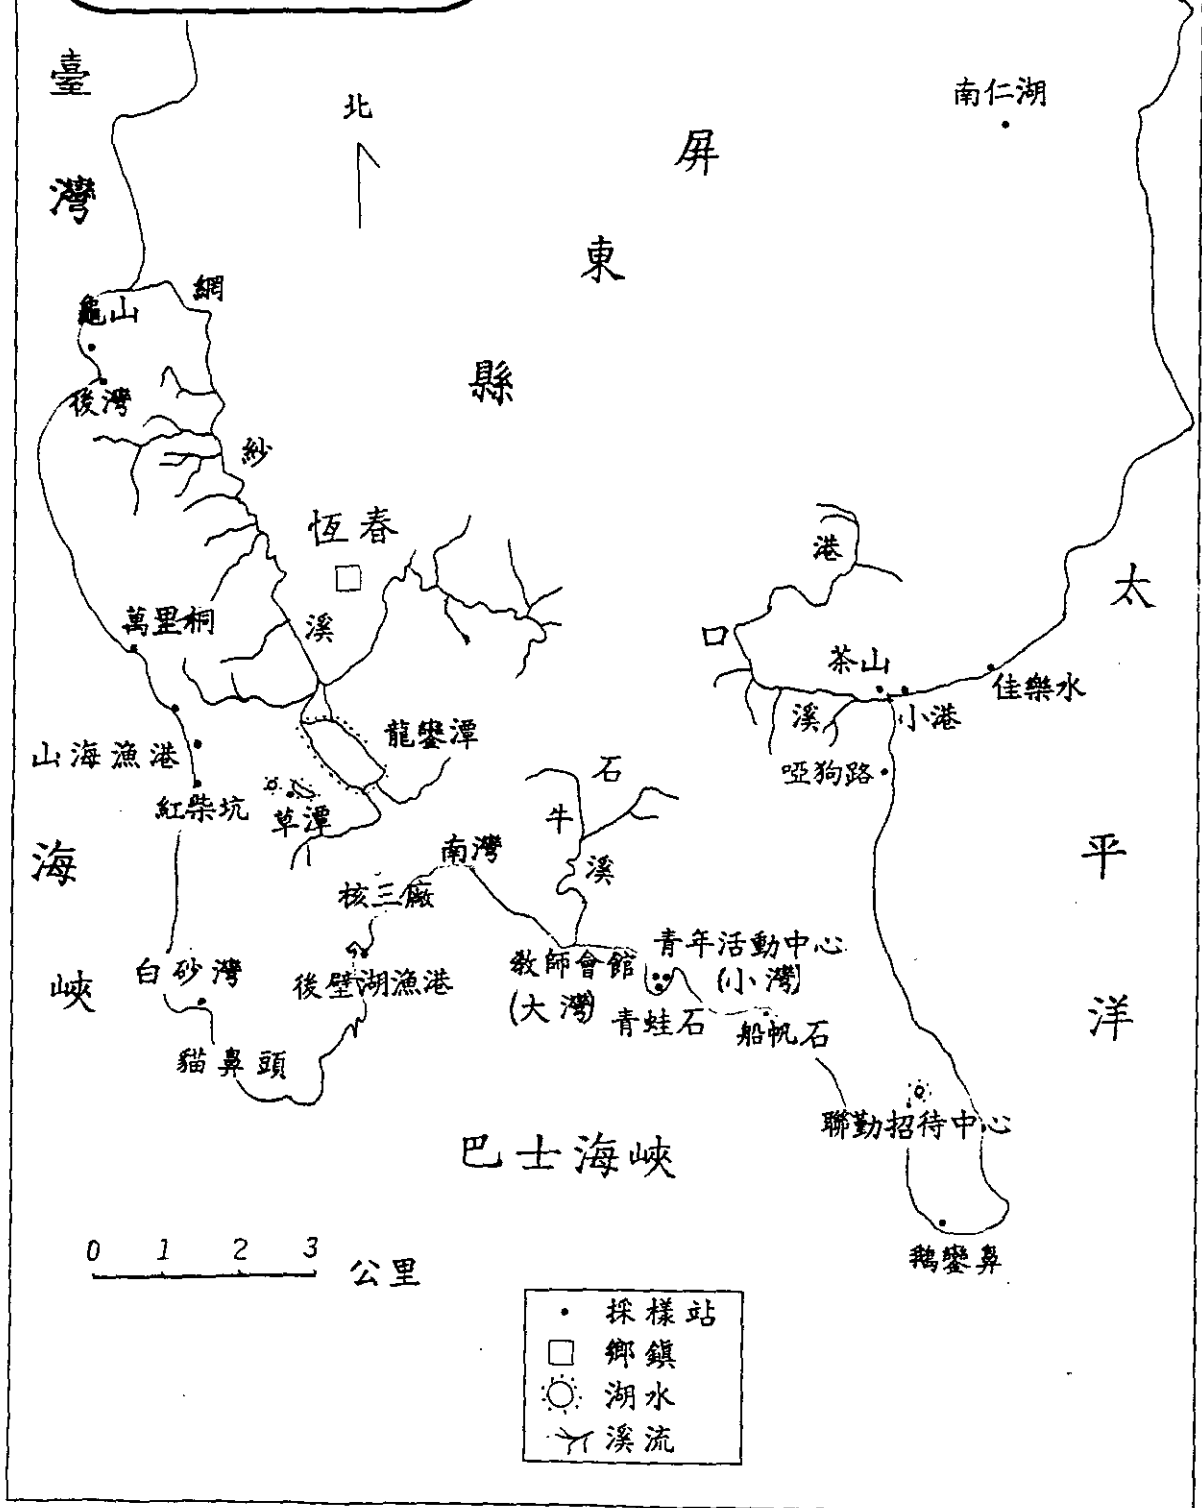 臺灣海峽
北
屏東縣
南仁湖
龜山
後灣
網紗溪
恆春
萬里桐
山海漁港
紅柴坑
草潭
龍鑾潭
港口溪
茶山
小港
佳樂水
啞狗路
太平洋
石牛溪
南灣
核三廠
後壁湖漁港
白砂灣
貓鼻頭
教師會館
(大灣)
青年活動中心
(小灣)
青蛙石
船帆石
聯勤招待中心
鵝鑾鼻
巴士海峽
0 1 2 3 公里
採樣站
鄉鎮
湖水
溪流